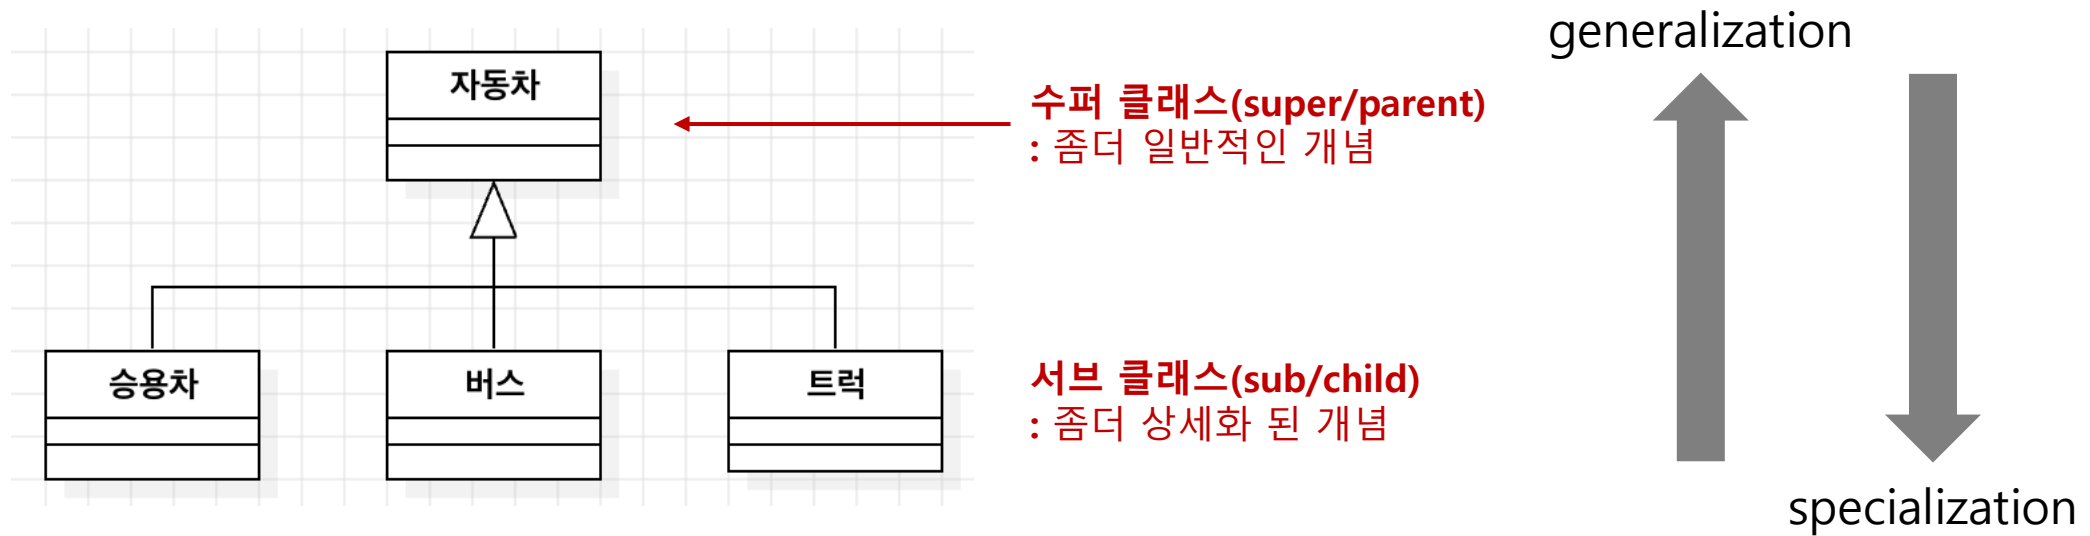 generalization
자동차
수퍼 클래스(super/parent)
: 좀더 일반적인 개념
승용차
버스
트럭
서브 클래스(sub/child)
: 좀더 상세화 된 개념
specialization